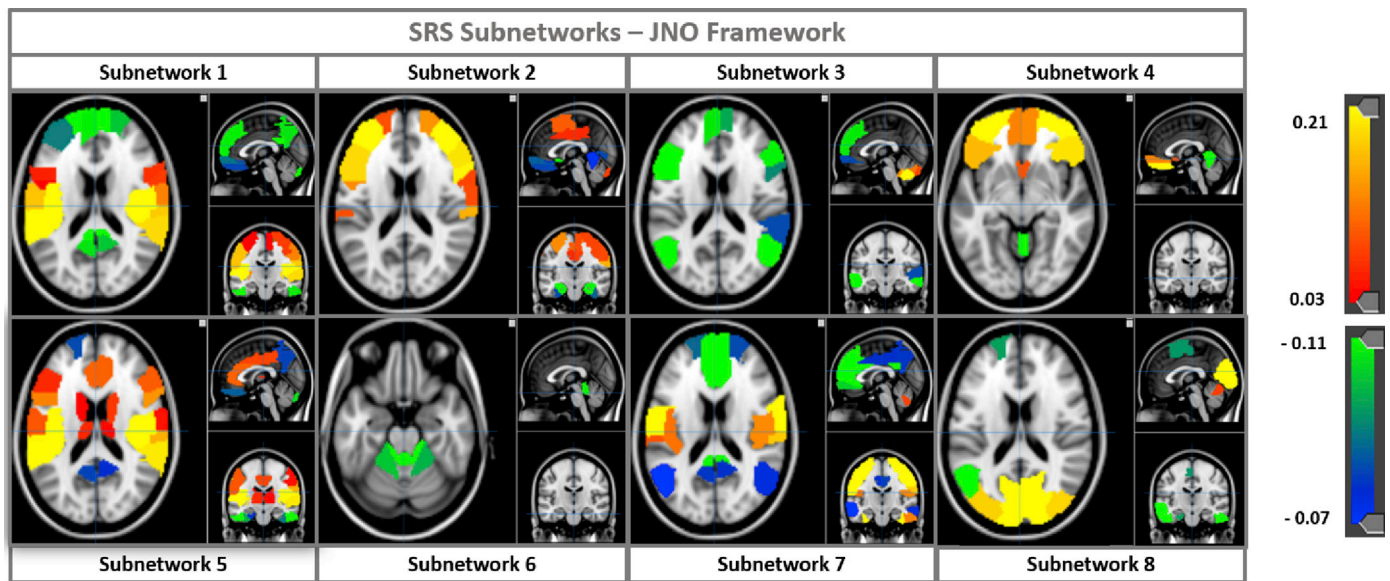 SRS Subnetworks – JNO Framework
Subnetwork 1
Subnetwork 2
Subnetwork 3
Subnetwork 4
0.21
0.03
- 0.11
- 0.07
Subnetwork 5
Subnetwork 6
Subnetwork 7
Subnetwork 8